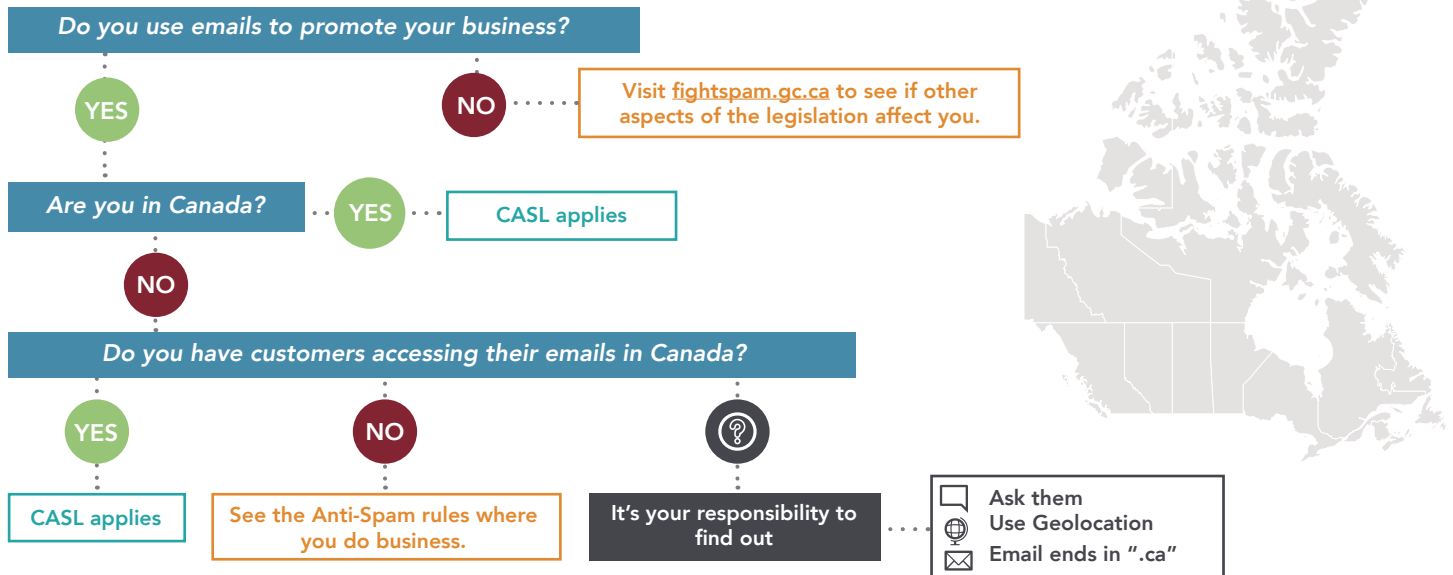 Do you use emails to promote your business?
YES
NO
Visit fightspam.gc.ca to see if other
aspects of the legislation affect you.
Are you in Canada?
YES
CASL applies
NO
Do you have customers accessing their emails in Canada?
YES
NO
?
CASL applies
See the Anti-Spam rules where
you do business.
It's your responsibility to
find out
Ask them
Use Geolocation
Email ends in ".ca"